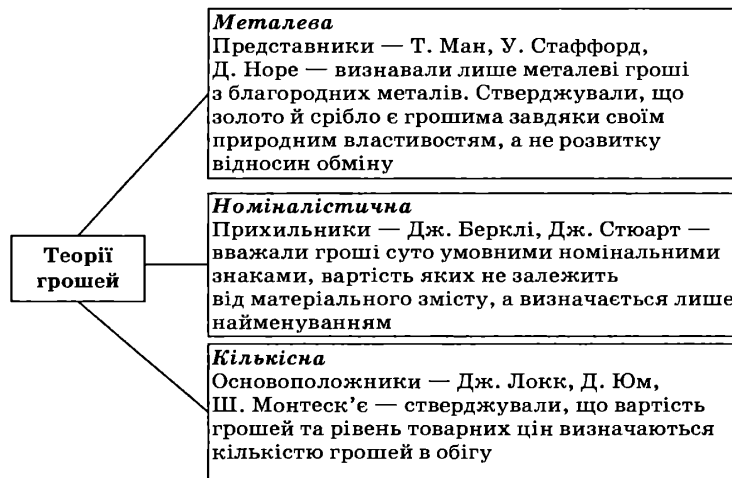 Металева
Представники — Т. Ман, У. Стаффорд,
Д. Норе — визнавали лише металеві гроші
з благородних металів. Стверджували, що
золото й срібло є грошима завдяки своїм
природним властивостям, а не розвитку
відносин обміну
Теорії
грошей
Номіналістична
Прихильники — Дж. Берклі, Дж. Стюарт —
вважали гроші суто умовними номінальними
знаками, вартість яких не залежить
від матеріального змісту, а визначається лише
найменуванням
Кількісна
Основоположники — Дж. Локк, Д. Юм,
Ш. Монтеск’є — стверджували, що вартість
грошей та рівень товарних цін визначаються
кількістю грошей в обігу